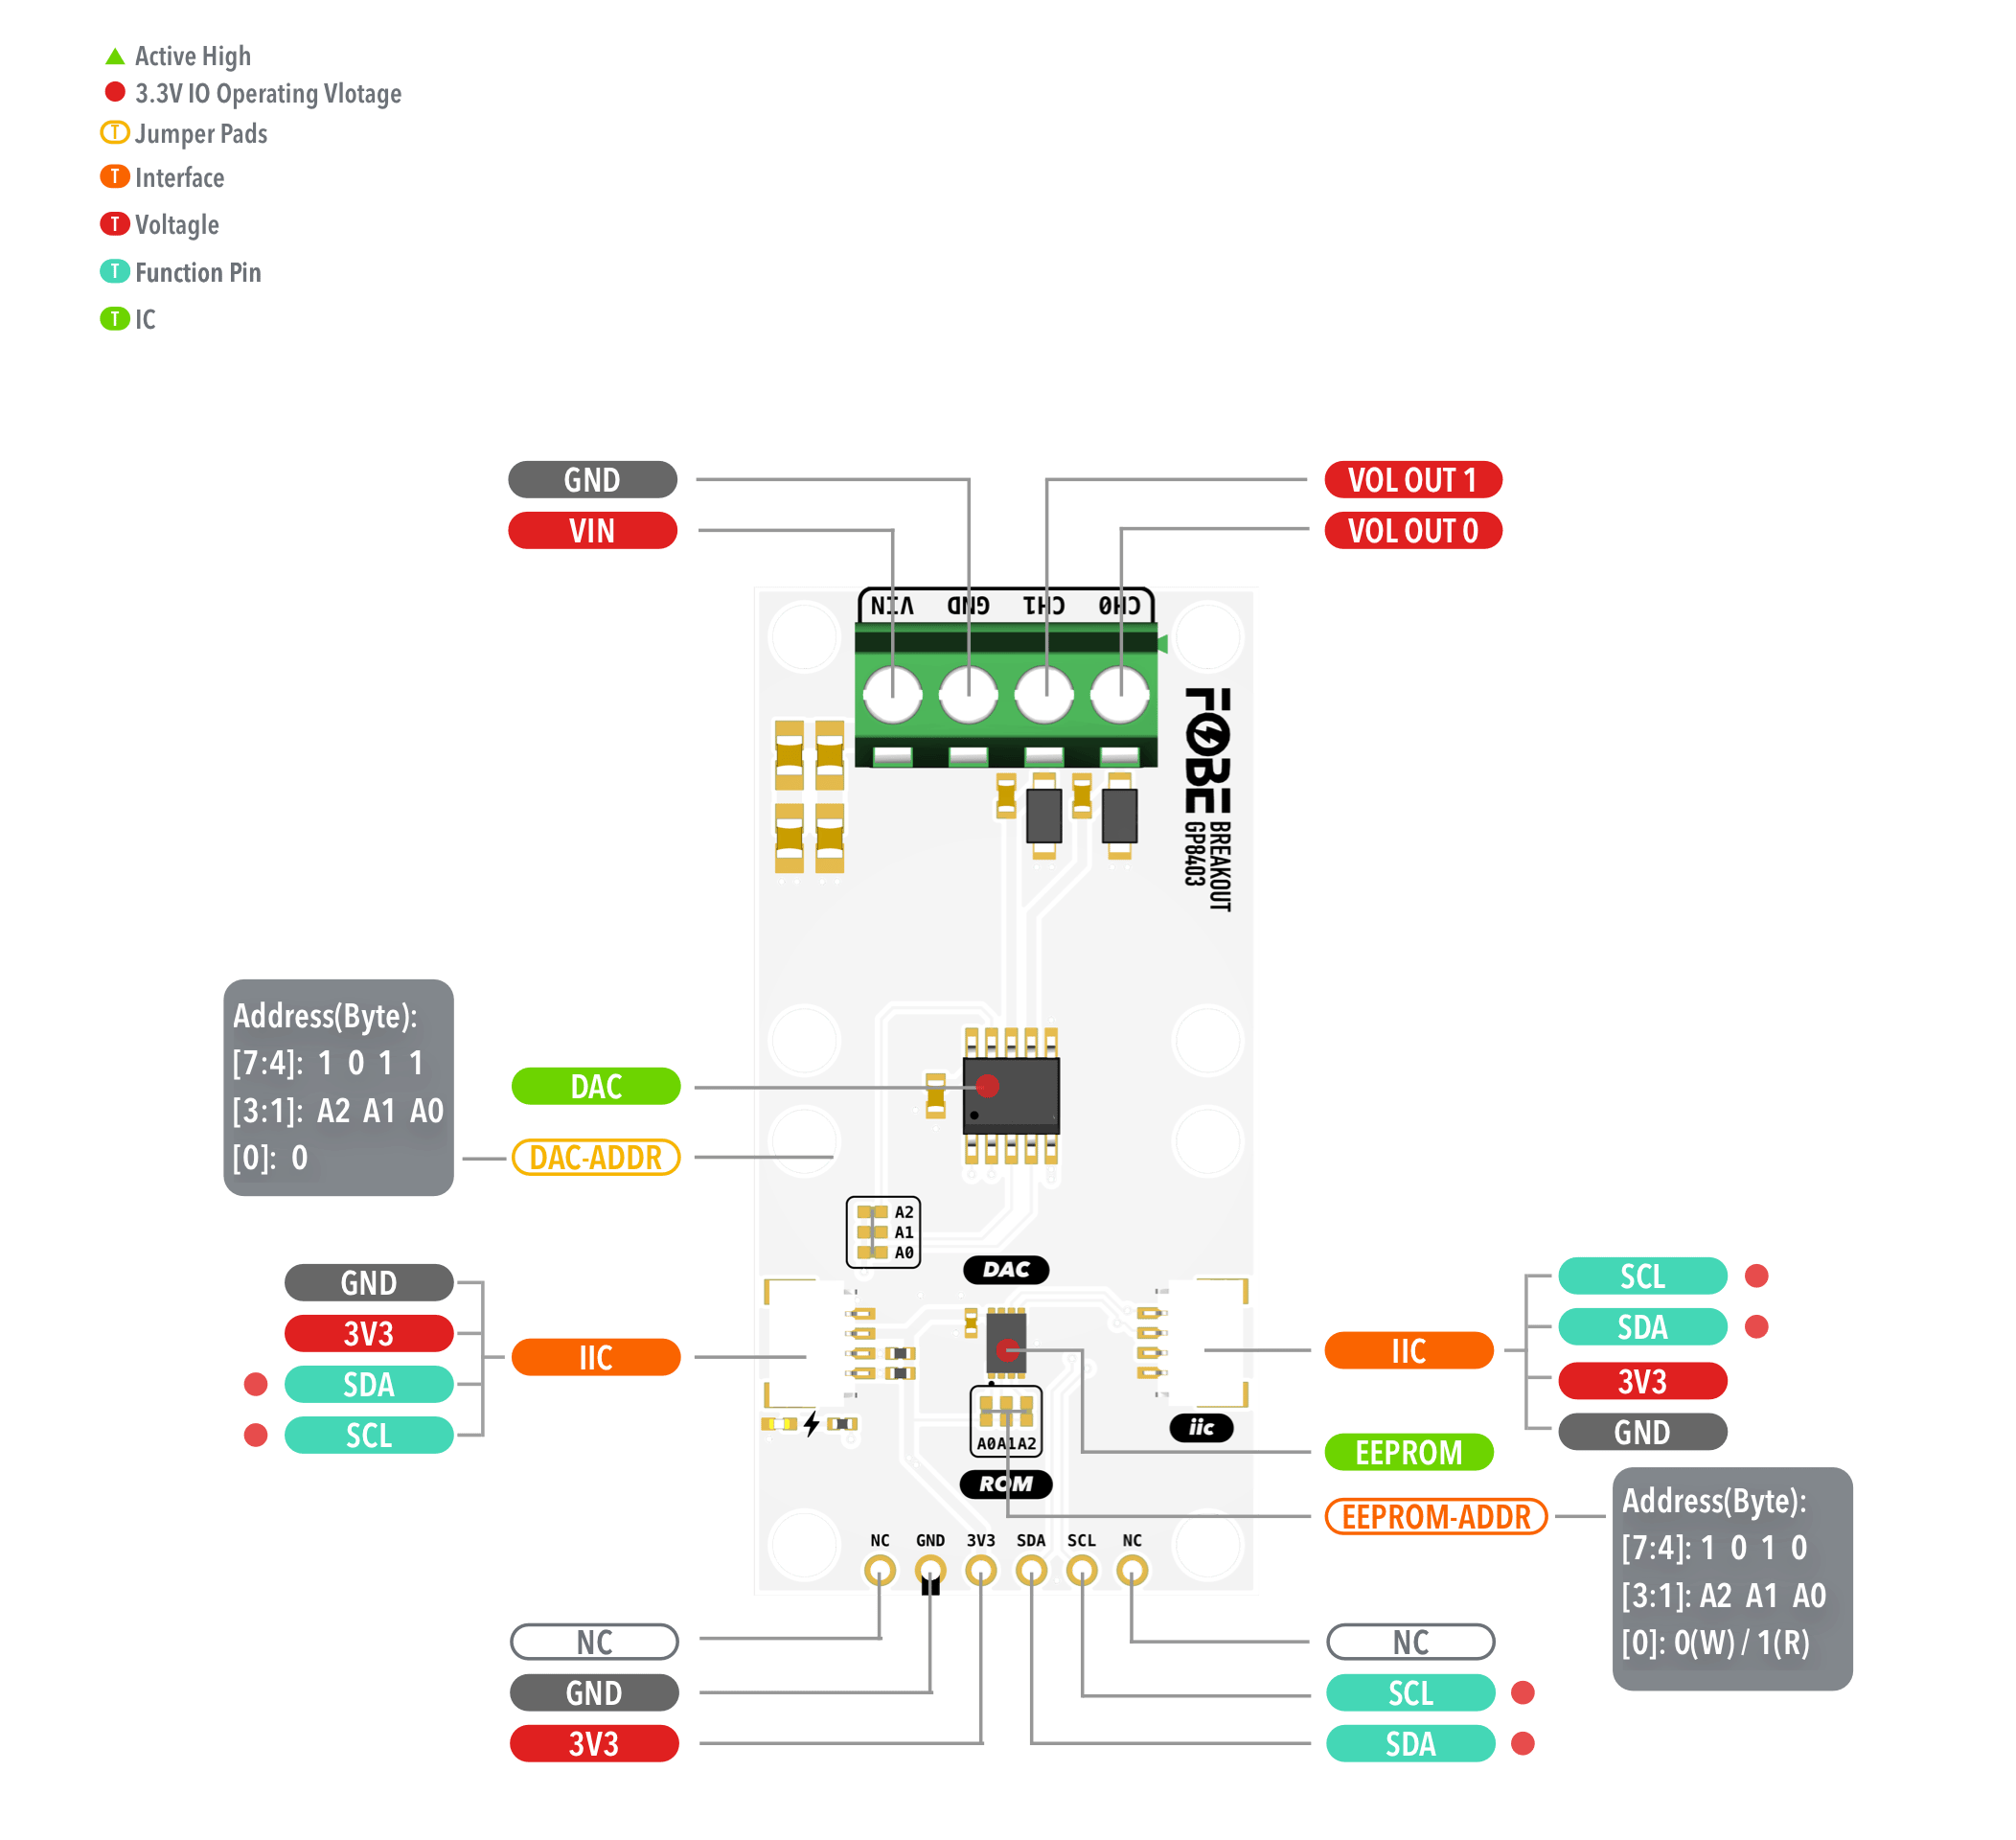 Active High
3.3V IO Operating Vlotage
T Jumper Pads
T Interface
T Voltagle
T Function Pin
T IC
GND
VIN
VOL OUT 1
VOL OUT 0
VIN GND CH1 CH0
FOBE
BREAKOUT
GP8403
Address(Byte):
[7:4]: 1 0 1 1
[3:1]: A2 A1 A0
[0]: 0
DAC
DAC-ADDR
A2
A1
A0
DAC
GND
3V3
SDA
SCL
IIC
IIC
SCL
SDA
3V3
GND
iic
A0A1A2
ROM
EEPROM
EEPROM-ADDR
Address(Byte):
[7:4]: 1 0 1 0
[3:1]: A2 A1 A0
[0]: 0(W) / 1(R)
NC GND 3V3 SDA SCL NC
NC
GND
3V3
NC
SCL
SDA